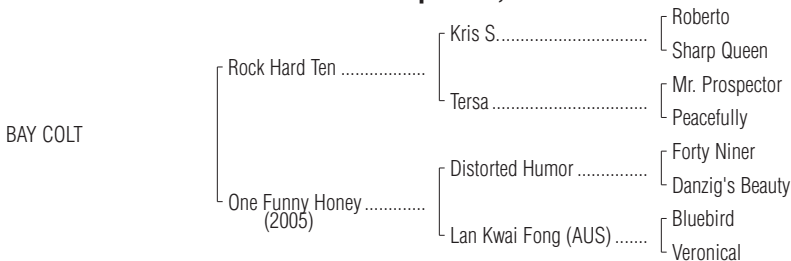 Roberto
Kris S.
Sharp Queen
Rock Hard Ten
Mr. Prospector
Tersa
Peacefully
BAY COLT
Forty Niner
Distorted Humor
Danzig's Beauty
One Funny Honey
(2005)
Bluebird
Lan Kwai Fong (AUS)
Veronical